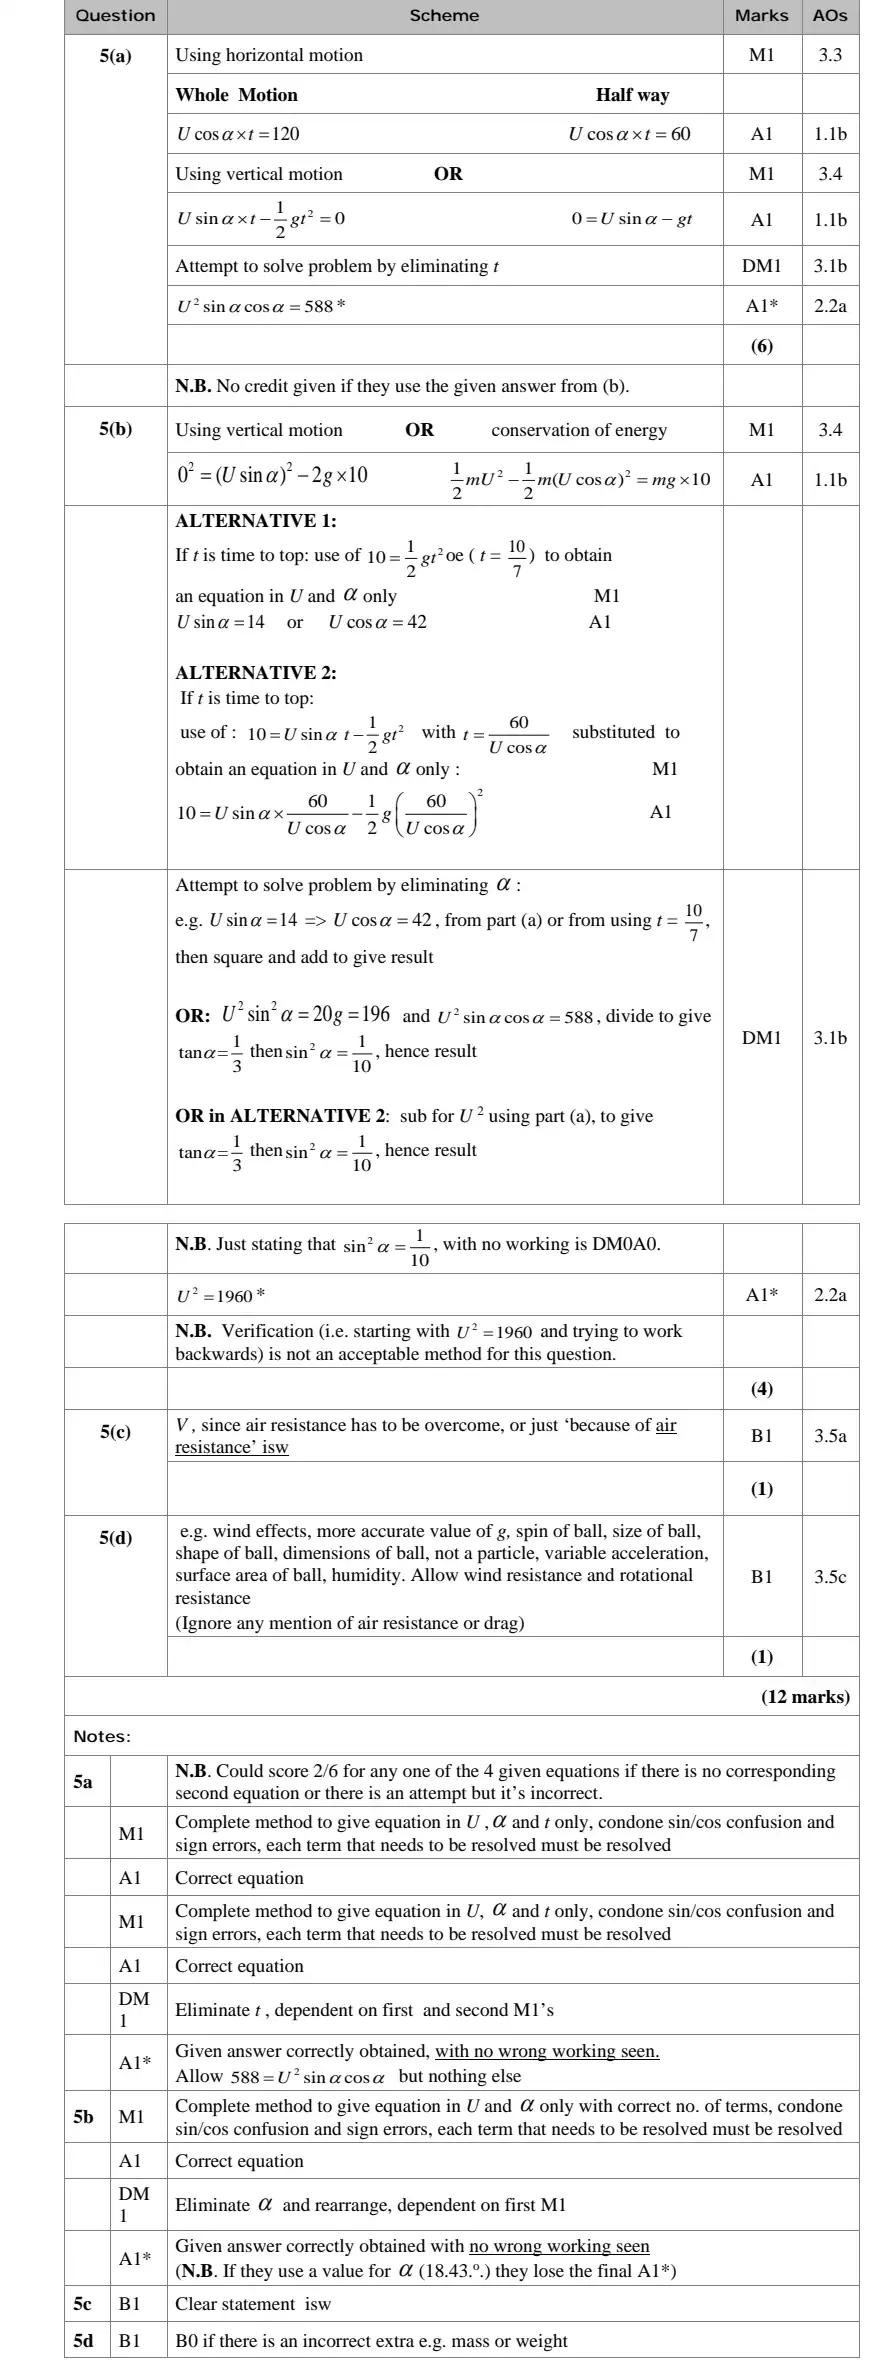 Question Scheme Marks AOs
5(a) Using horizontal motion M1 3.3
Whole Motion Half way
U cos α × t = 120 U cos α × t = 60 A1 1.1b
Using vertical motion OR M1 3.4
U sin α × t − 1/2 gt² = 0 0 = U sin α − gt A1 1.1b
Attempt to solve problem by eliminating t DM1 3.1b
U² sin α cos α = 588 * A1* 2.2a
(6)
N.B. No credit given if they use the given answer from (b).
5(b) Using vertical motion OR conservation of energy M1 3.4
0² = (U sin α)² − 2g × 10 1/2 mU² − 1/2 m(U cos α)² = mg × 10 A1 1.1b
ALTERNATIVE 1:
If t is time to top: use of 10 = 1/2 gt² oe ( t = 10/7 ) to obtain
an equation in U and α only M1
U sin α = 14 or U cos α = 42 A1
ALTERNATIVE 2:
If t is time to top:
use of : 10 = U sin α t − 1/2 gt² with t = 60/(U cos α) substituted to
obtain an equation in U and α only : M1
10 = U sin α × 60/(U cos α) − 1/2 g (60/(U cos α))² A1
Attempt to solve problem by eliminating α :
e.g. U sin α = 14 => U cos α = 42 , from part (a) or from using t = 10/7 ,
then square and add to give result
OR: U² sin² α = 20g = 196 and U² sin α cos α = 588 , divide to give
tan α = 1/3 then sin² α = 1/10 , hence result DM1 3.1b
OR in ALTERNATIVE 2: sub for U² using part (a), to give
tan α = 1/3 then sin² α = 1/10 , hence result
N.B. Just stating that sin² α = 1/10 , with no working is DM0A0.
U² = 1960 * A1* 2.2a
N.B. Verification (i.e. starting with U² = 1960 and trying to work
backwards) is not an acceptable method for this question.
(4)
5(c) V , since air resistance has to be overcome, or just ‘because of air
resistance’ isw B1 3.5a
(1)
5(d) e.g. wind effects, more accurate value of g, spin of ball, size of ball,
shape of ball, dimensions of ball, not a particle, variable acceleration,
surface area of ball, humidity. Allow wind resistance and rotational B1 3.5c
resistance
(Ignore any mention of air resistance or drag)
(1)
(12 marks)
Notes:
5a N.B. Could score 2/6 for any one of the 4 given equations if there is no corresponding
second equation or there is an attempt but it’s incorrect.
M1 Complete method to give equation in U , α and t only, condone sin/cos confusion and
sign errors, each term that needs to be resolved must be resolved
A1 Correct equation
M1 Complete method to give equation in U, α and t only, condone sin/cos confusion and
sign errors, each term that needs to be resolved must be resolved
A1 Correct equation
DM
1 Eliminate t , dependent on first and second M1’s
A1* Given answer correctly obtained, with no wrong working seen.
Allow 588 = U² sin α cos α but nothing else
5b M1 Complete method to give equation in U and α only with correct no. of terms, condone
sin/cos confusion and sign errors, each term that needs to be resolved must be resolved
A1 Correct equation
DM
1 Eliminate α and rearrange, dependent on first M1
A1* Given answer correctly obtained with no wrong working seen
(N.B. If they use a value for α (18.43.º.) they lose the final A1*)
5c B1 Clear statement isw
5d B1 B0 if there is an incorrect extra e.g. mass or weight